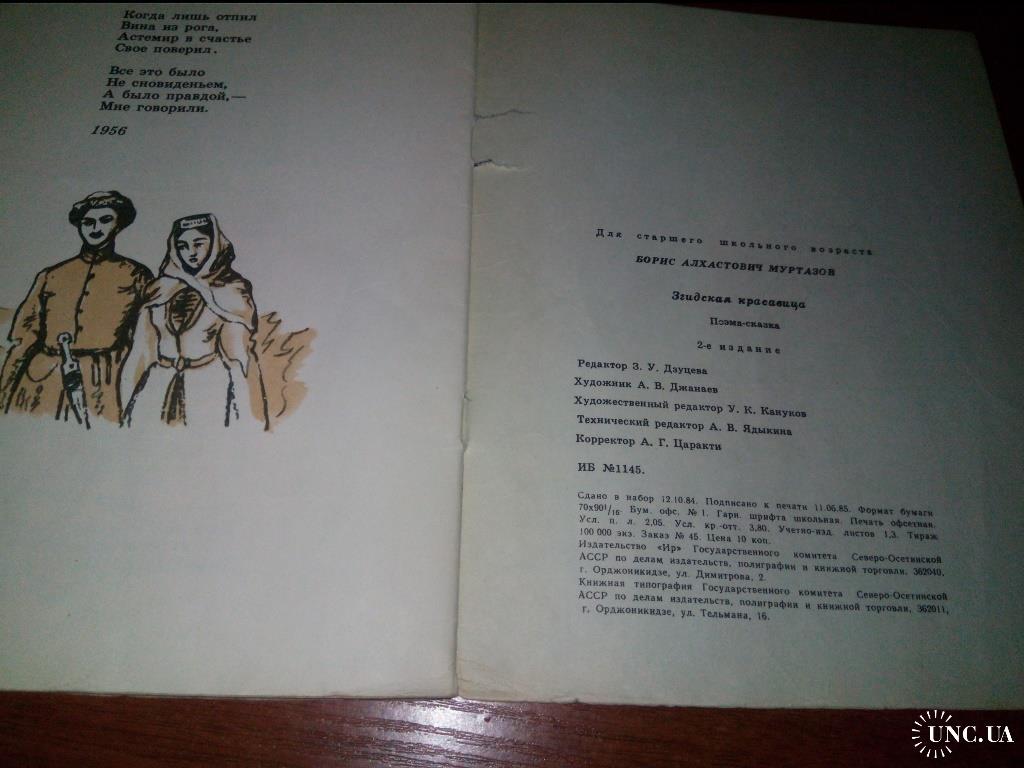 Когда лишь отпил
Вина из рога,
Астемир в счастье
Свое поверил.
Все это было
Не сновиденьем,
А было правдой,—
Мне говорили.
1956
Для старшего школьного возраста
БОРИС АЛХАСТОВИЧ МУРТАЗОВ
Згидская красавица
Поэма-сказка
2-е издание
Редактор З. У. Дзуцева
Художник А. В. Джанаев
Художественный редактор У. К. Кануков
Технический редактор А. В. Ядыкина
Корректор А. Г. Царакти
ИБ №1145.
Сдано в набор 12.10.84. Подписано к печати 11.06.85. Формат бумаги
70x90¹/₁₆. Бум. офс. № 1. Гарн. шрифта школьная. Печать офсетная.
Усл. п. л. 2,05. Усл. кр.-отт. 3,80. Учетно-изд. листов 1,3. Тираж
100 000 экз. Заказ № 45. Цена 10 коп.
Издательство «Ир» Государственного комитета Северо-Осетинской
АССР по делам издательств, полиграфии и книжной торговли, 362040,
г. Орджоникидзе, ул. Димитрова, 2.
Книжная типография Государственного комитета Северо-Осетинской
АССР по делам издательств, полиграфии и книжной торговли, 362011,
г. Орджоникидзе, ул. Тельмана, 16.
UNC.UA